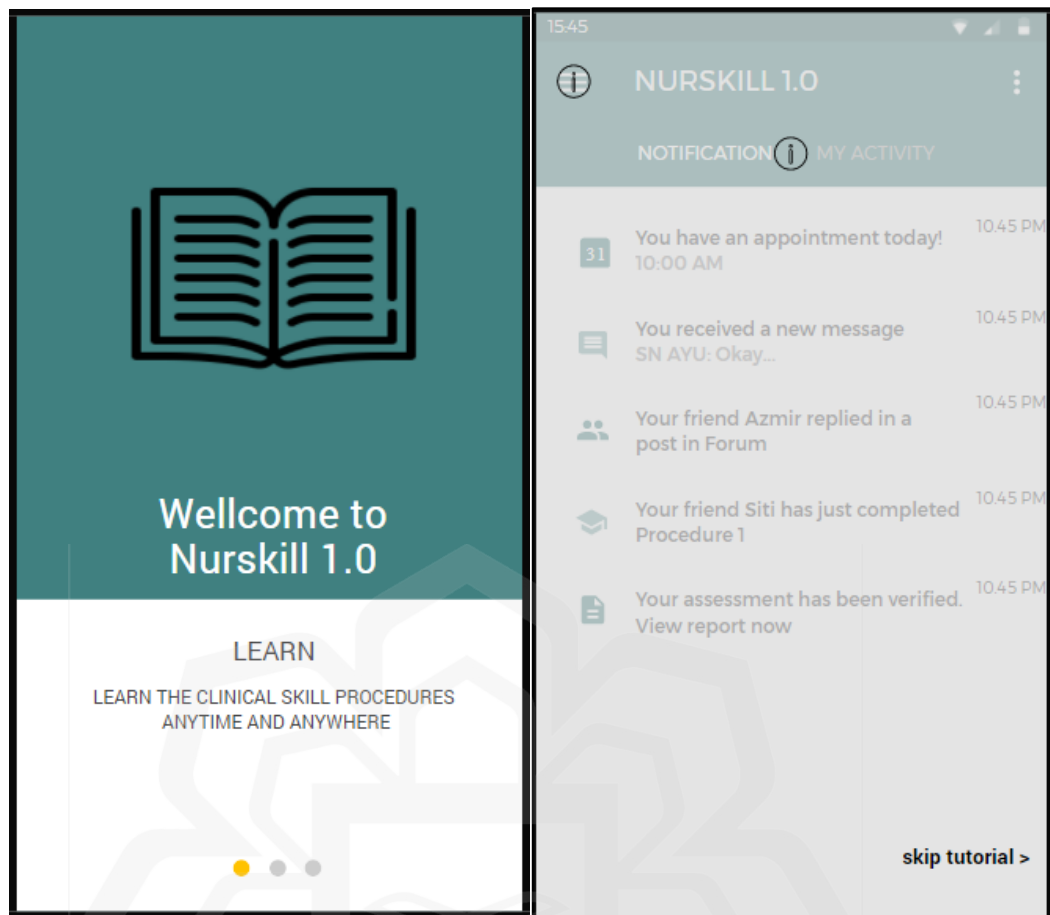 Wellcome to
Nurskill 1.0
LEARN
LEARN THE CLINICAL SKILL PROCEDURES
ANYTIME AND ANYWHERE
15:45
NURSKILL 1.0
NOTIFICATION i MY ACTIVITY
31
You have an appointment today!
10:00 AM
10.45 PM
You received a new message
SN AYU: Okay...
10.45 PM
Your friend Azmir replied in a
post in Forum
10.45 PM
Your friend Siti has just completed
Procedure 1
10.45 PM
Your assessment has been verified.
View report now
10.45 PM
skip tutorial >